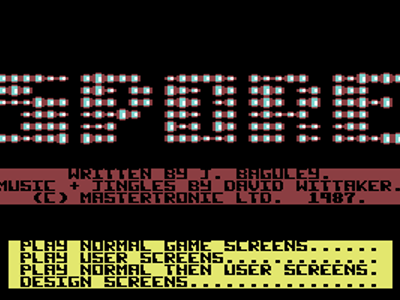 SPORE
WRITTEN BY J. BAGULEY.
MUSIC + JINGLES BY DAVID WITTAKER.
(C) MASTERTRONIC LTD. 1987.
PLAY NORMAL GAME SCREENS......
PLAY USER SCREENS.............
PLAY NORMAL THEN USER SCREENS.
DESIGN SCREENS................